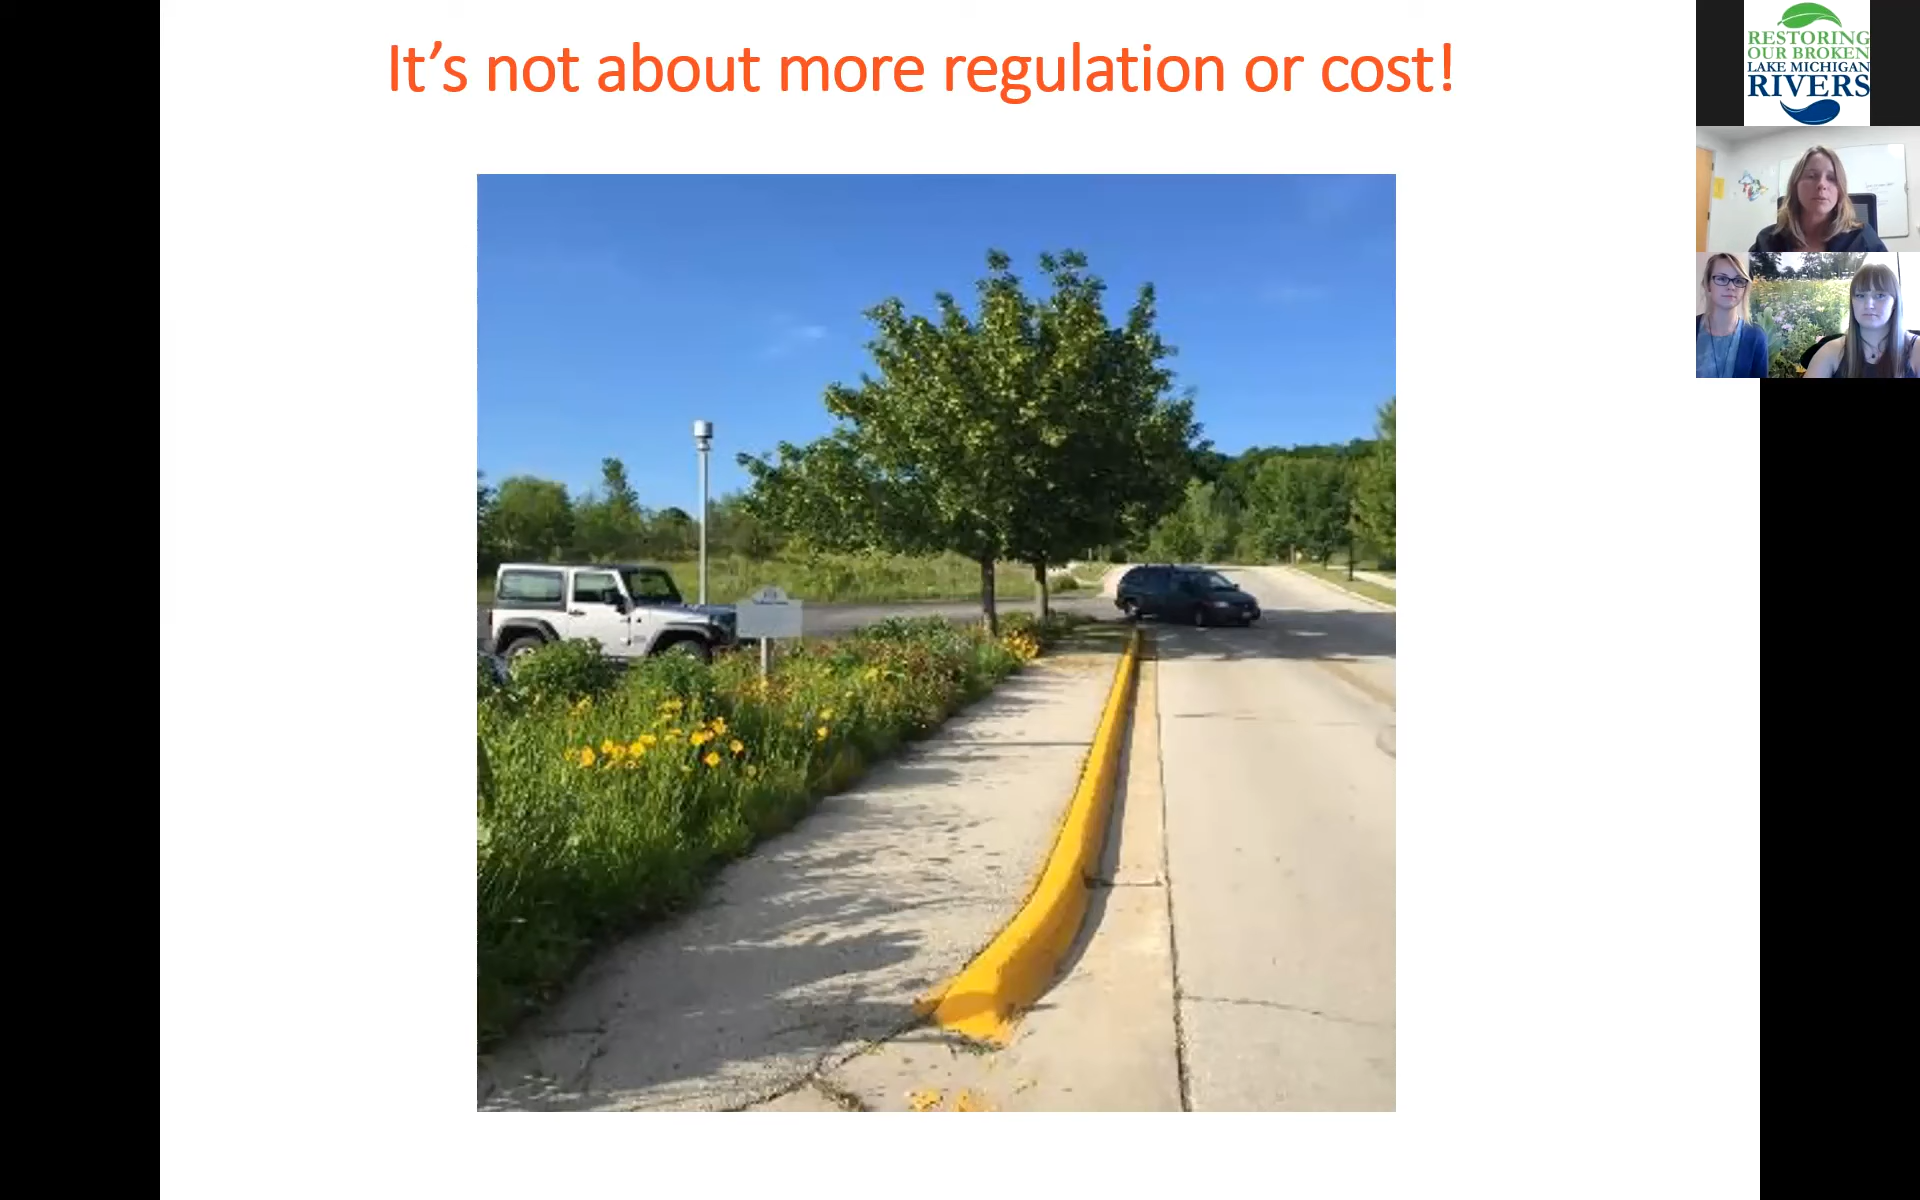 It's not about more regulation or cost!
RESTORING
OUR BROKEN
LAKE MICHIGAN
RIVERS